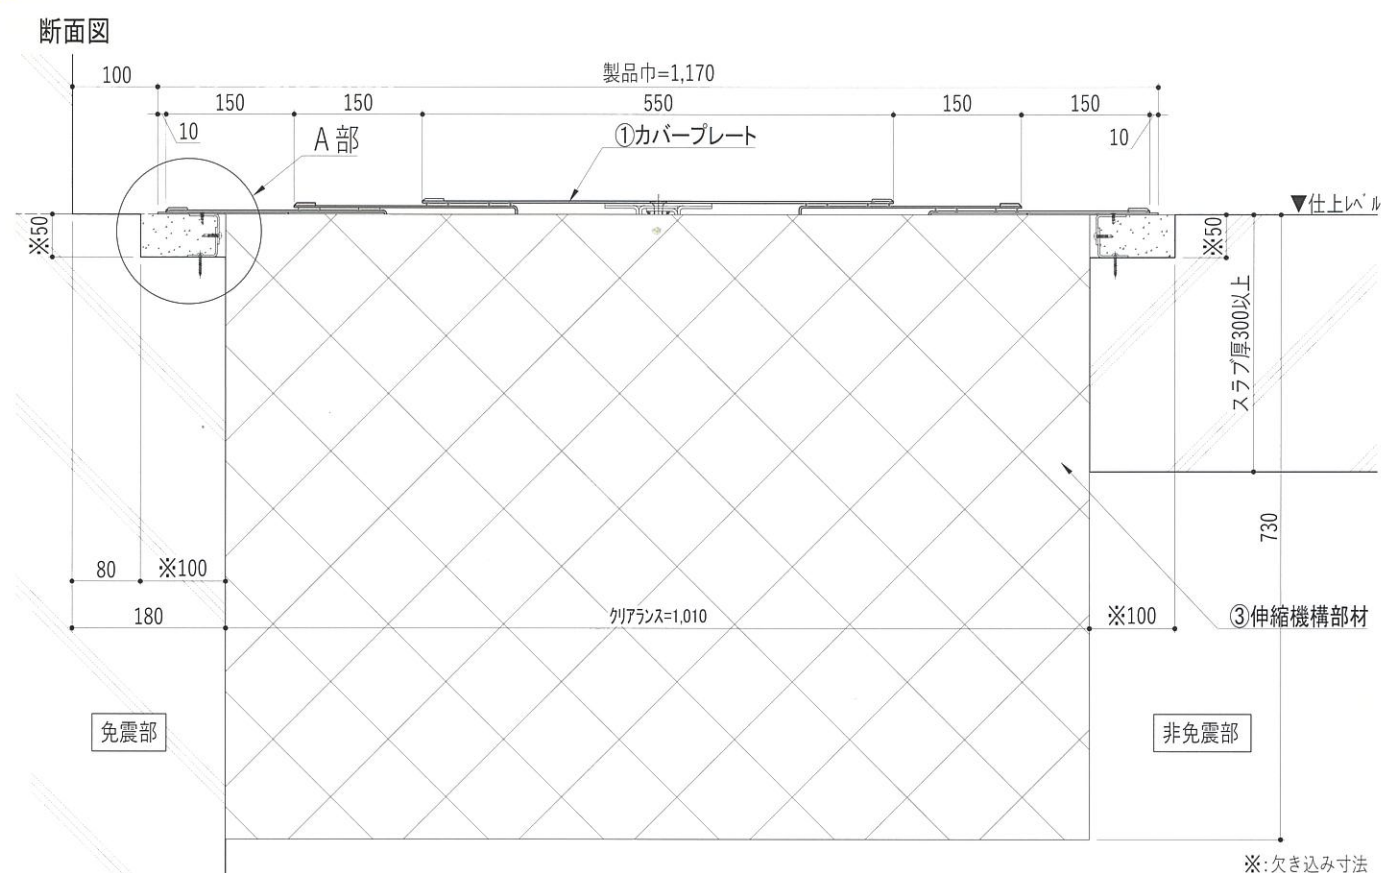 断面図
100
製品巾=1,170
150
150
550
150
150
10
10
A部
①カバープレート
▼仕上レベル
※50
※50
スラブ厚300以上
730
80
※100
180
クリアランス=1,010
※100
③伸縮機構部材
免震部
非免震部
※:欠き込み寸法